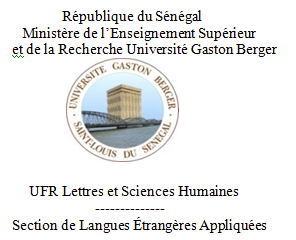 République du Sénégal
Ministère de l’Enseignement Supérieur
et de la Recherche Université Gaston Berger
UNIVERSITE GASTON BERGER
SAINT-LOUIS DU SENEGAL
UFR Lettres et Sciences Humaines
--------------
Section de Langues Étrangères Appliquées